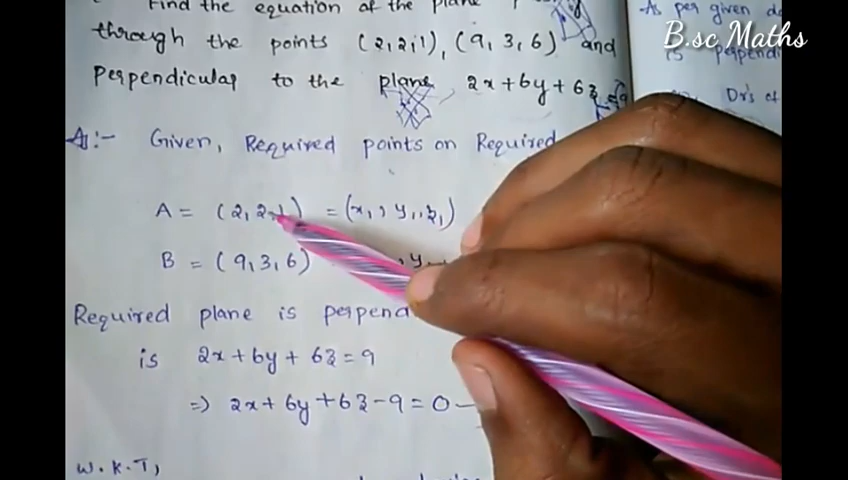 Find the equation of the plane
through the points (2,2,1), (9,3,6) and
perpendicular to the plane 2x+6y+6z=9
A:- Given, Required points on Required
A = (2,2,1) = (x₁, y₁, z₁)
B = (9,3,6) , y
Required plane is
is 2x+6y+6z=9
=> 2x+6y+6z-9=0
W.K.T,
As per given
is
Dr's of
B.sc Maths